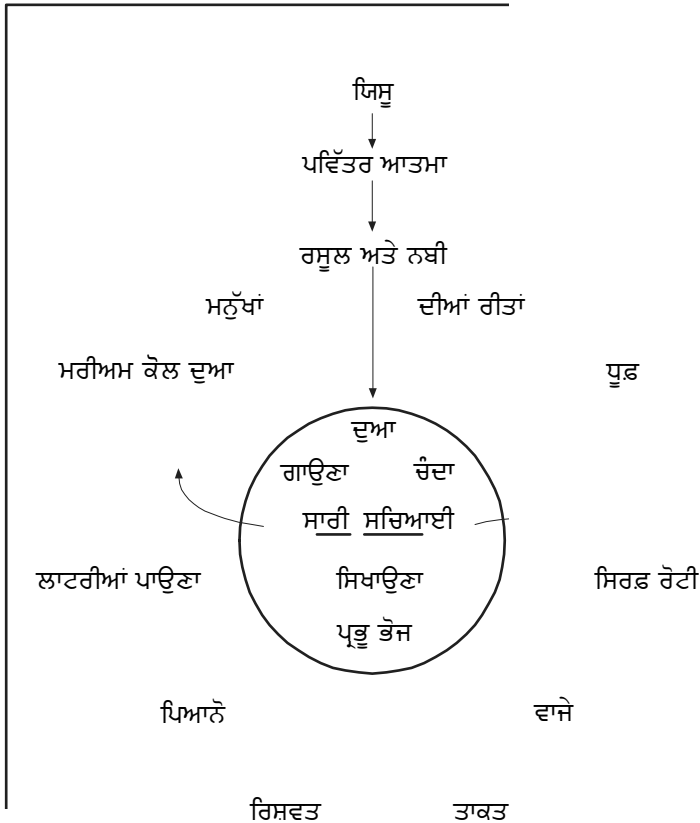 ਯਿਸੂ
ਪਵਿੱਤਰ ਆਤਮਾ
ਰਸੂਲ ਅਤੇ ਨਬੀ
ਮਨੁੱਖਾਂ ਦੀਆਂ ਰੀਤਾਂ
ਮਰੀਅਮ ਕੋਲ ਦੁਆ ਧੂਫ਼
ਦੁਆ
ਗਾਉਣਾ ਚੰਦਾ
ਸਾਰੀ ਸਚਿਆਈ
ਲਾਟਰੀਆਂ ਪਾਉਣਾ ਸਿਖਾਉਣਾ ਸਿਰਫ਼ ਰੋਟੀ
ਪ੍ਰਭੂ ਭੋਜ
ਪਿਆਨੋ ਵਾਜੇ
ਰਿਸ਼ਵਤ ਤਾਕਤ